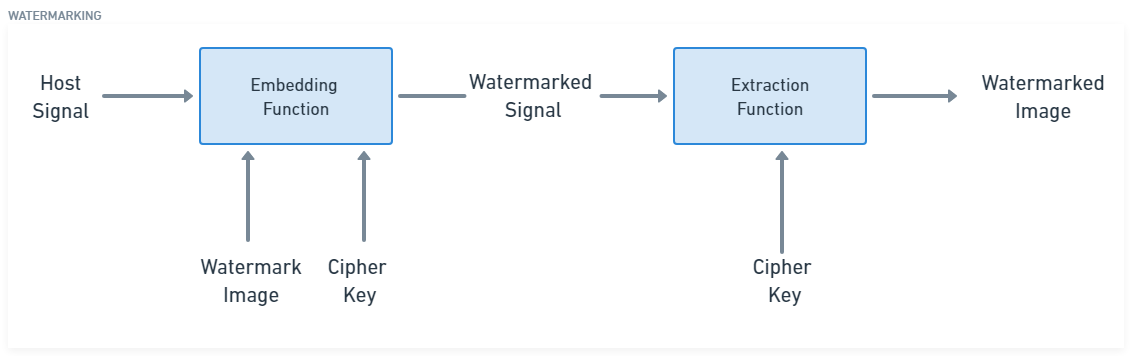 WATERMARKING
Host
Signal
Embedding
Function
Watermarked
Signal
Extraction
Function
Watermarked
Image
Watermark
Image
Cipher
Key
Cipher
Key